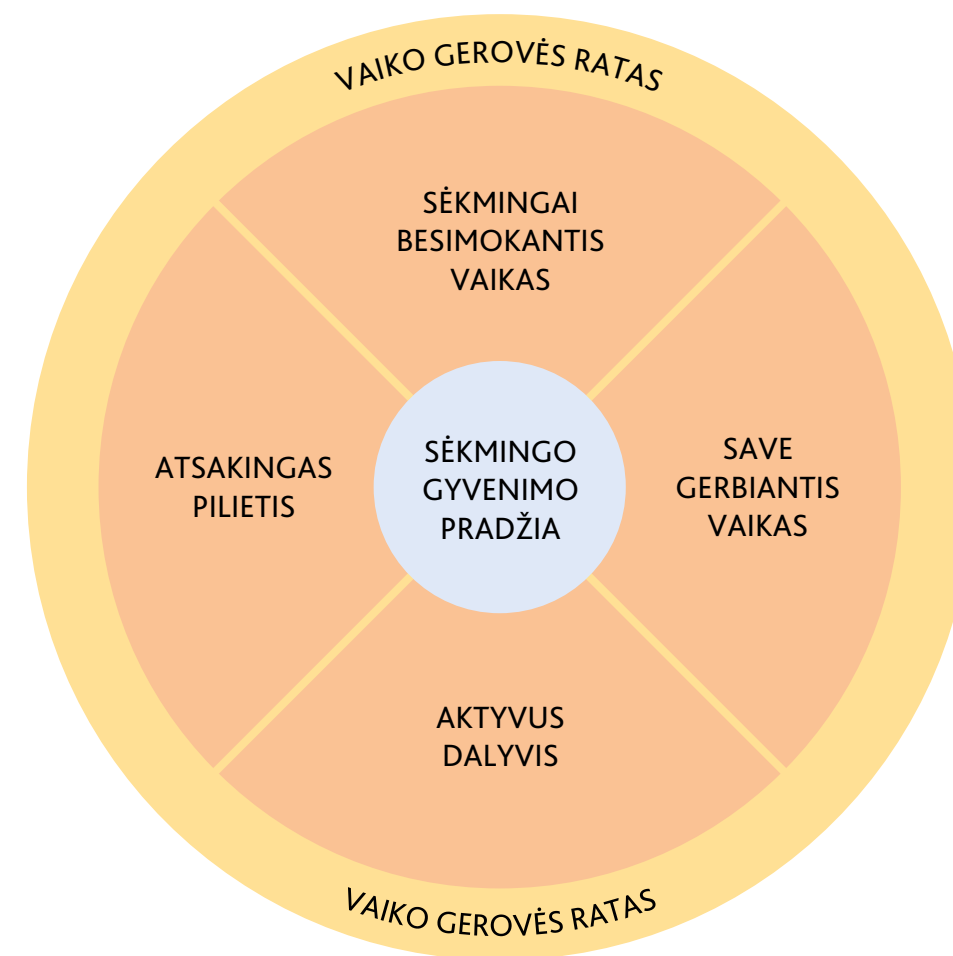 VAIKO GEROVĖS RATAS
SĖKMINGAI
BESIMOKANTIS
VAIKAS
ATSAKINGAS
PILIETIS
SĖKMINGO
GYVENIMO
PRADŽIA
SAVE
GERBIANTIS
VAIKAS
AKTYVUS
DALYVIS
VAIKO GEROVĖS RATAS